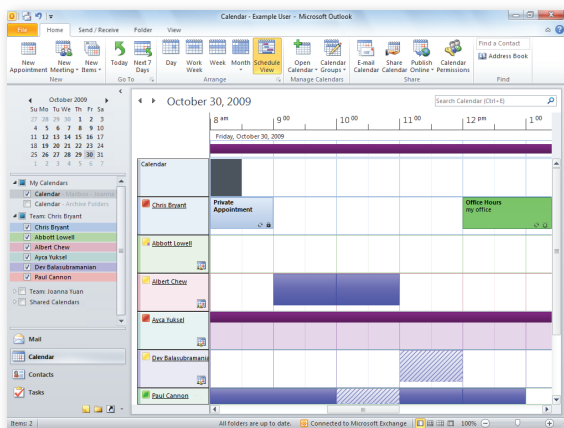 Calendar - Example User - Microsoft Outlook
File Home Send / Receive Folder View
New Appointment New Meeting New Items Today Next 7 Days Day Work Week Week Month Schedule View Open Calendar Calendar Groups E-mail Calendar Share Calendar Publish Online Calendar Permissions Find a Contact
Address Book
New Go To Arrange Manage Calendars Share Find
October 2009
Su Mo Tu We Th Fr Sa
27 28 29 30 1 2 3
4 5 6 7 8 9 10
11 12 13 14 15 16 17
18 19 20 21 22 23 24
25 26 27 28 29 30 31
1 2 3 4 5 6 7
My Calendars
Calendar
Calendar - Archive Folders
Team: Chris Bryant
Chris Bryant
Abbott Lowell
Albert Chew
Ayca Yuksel
Dev Balasubramanian
Paul Cannon
Team: Joanna Yuan
Shared Calendars
Mail
Calendar
Contacts
Tasks
October 30, 2009
Search Calendar (Ctrl+E)
8 am 9 00 10 00 11 00 12 pm 1 00
Friday, October 30, 2009
Calendar
Chris Bryant
Private Appointment
Office Hours
my office
Abbott Lowell
Albert Chew
Ayca Yuksel
Dev Balasubramania
Paul Cannon
Items: 2 All folders are up to date. Connected to Microsoft Exchange 100%